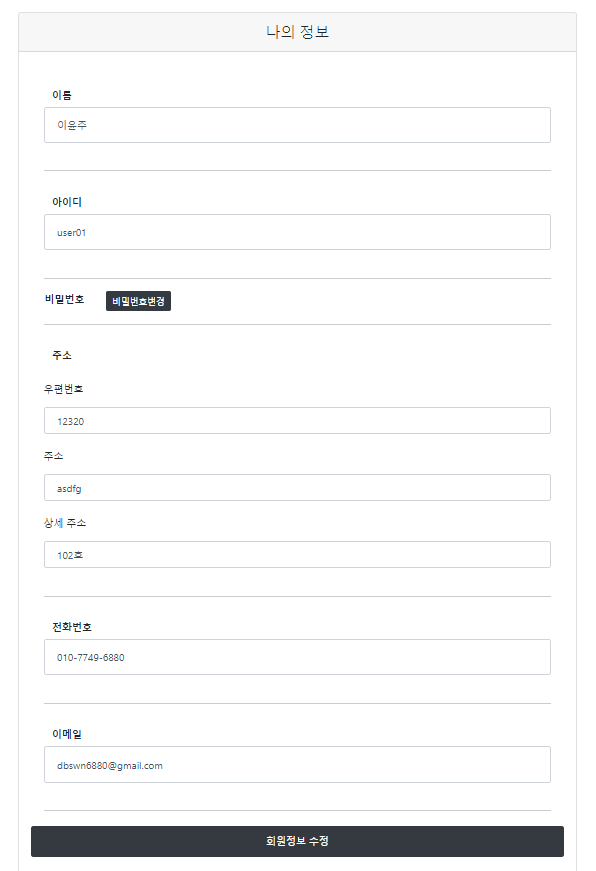 나의 정보
이름
이윤주
아이디
user01
비밀번호 비밀번호변경
주소
우편번호
12320
주소
asdfg
상세 주소
102호
전화번호
010-7749-6880
이메일
dbswn6880@gmail.com
회원정보 수정